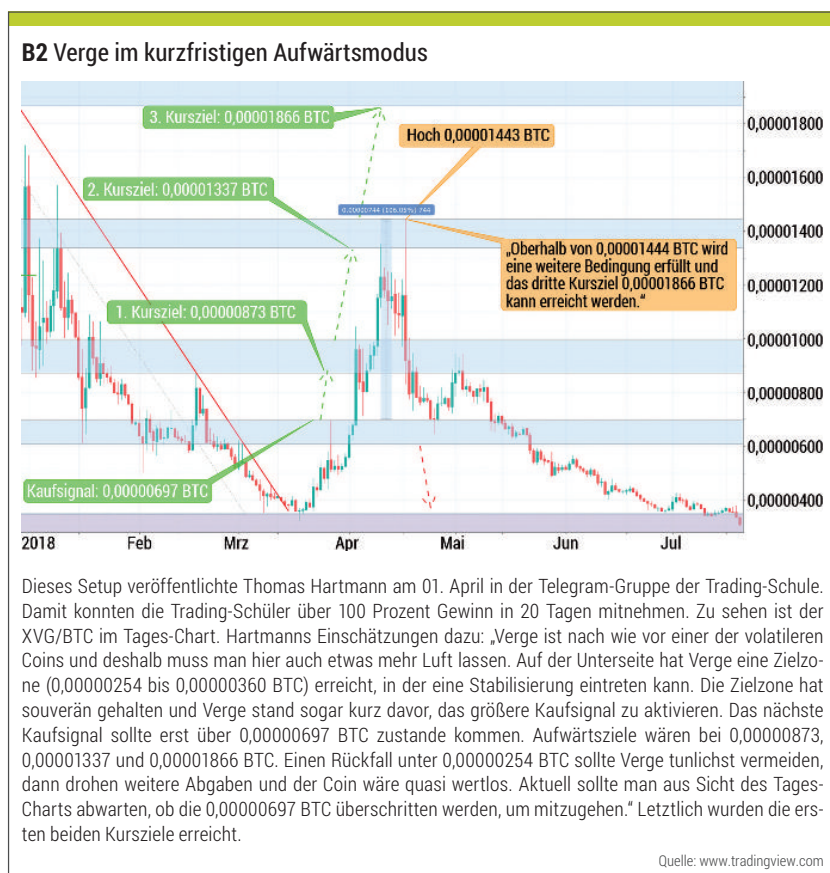 B2 Verge im kurzfristigen Aufwärtsmodus
3. Kursziel: 0,00001866 BTC
Hoch 0,00001443 BTC
2. Kursziel: 0,00001337 BTC
0.00000744 (106.05%) 744
„Oberhalb von 0,00001444 BTC wird
eine weitere Bedingung erfüllt und
das dritte Kursziel 0,00001866 BTC
kann erreicht werden.“
1. Kursziel: 0,00000873 BTC
Kaufsignal: 0,00000697 BTC
0,00001800
0,00001600
0,00001400
0,00001200
0,00001000
0,00000800
0,00000600
0,00000400
2018 Feb Mrz Apr Mai Jun Jul
Dieses Setup veröffentlichte Thomas Hartmann am 01. April in der Telegram-Gruppe der Trading-Schule.
Damit konnten die Trading-Schüler über 100 Prozent Gewinn in 20 Tagen mitnehmen. Zu sehen ist der
XVG/BTC im Tages-Chart. Hartmanns Einschätzungen dazu: „Verge ist nach wie vor einer der volatileren
Coins und deshalb muss man hier auch etwas mehr Luft lassen. Auf der Unterseite hat Verge eine Zielzo-
ne (0,00000254 bis 0,00000360 BTC) erreicht, in der eine Stabilisierung eintreten kann. Die Zielzone hat
souverän gehalten und Verge stand sogar kurz davor, das größere Kaufsignal zu aktivieren. Das nächste
Kaufsignal sollte erst über 0,00000697 BTC zustande kommen. Aufwärtsziele wären bei 0,00000873,
0,00001337 und 0,00001866 BTC. Einen Rückfall unter 0,00000254 BTC sollte Verge tunlichst vermeiden,
dann drohen weitere Abgaben und der Coin wäre quasi wertlos. Aktuell sollte man aus Sicht des Tages-
Charts abwarten, ob die 0,00000697 BTC überschritten werden, um mitzugehen.“ Letztlich wurden die ers-
ten beiden Kursziele erreicht.
Quelle: www.tradingview.com